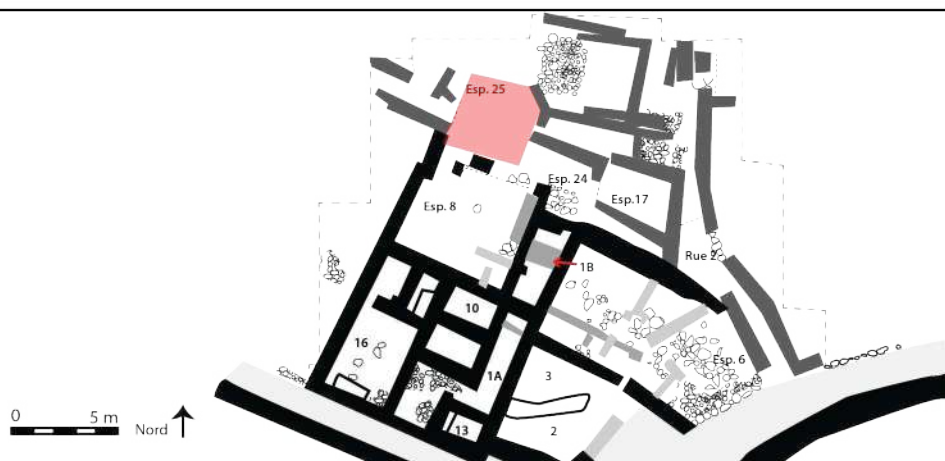 Esp. 25
Esp. 24
Esp.17
Esp. 8
Rue 2
1B
10
16
Esp. 6
3
1A
0 5 m
Nord
13
2